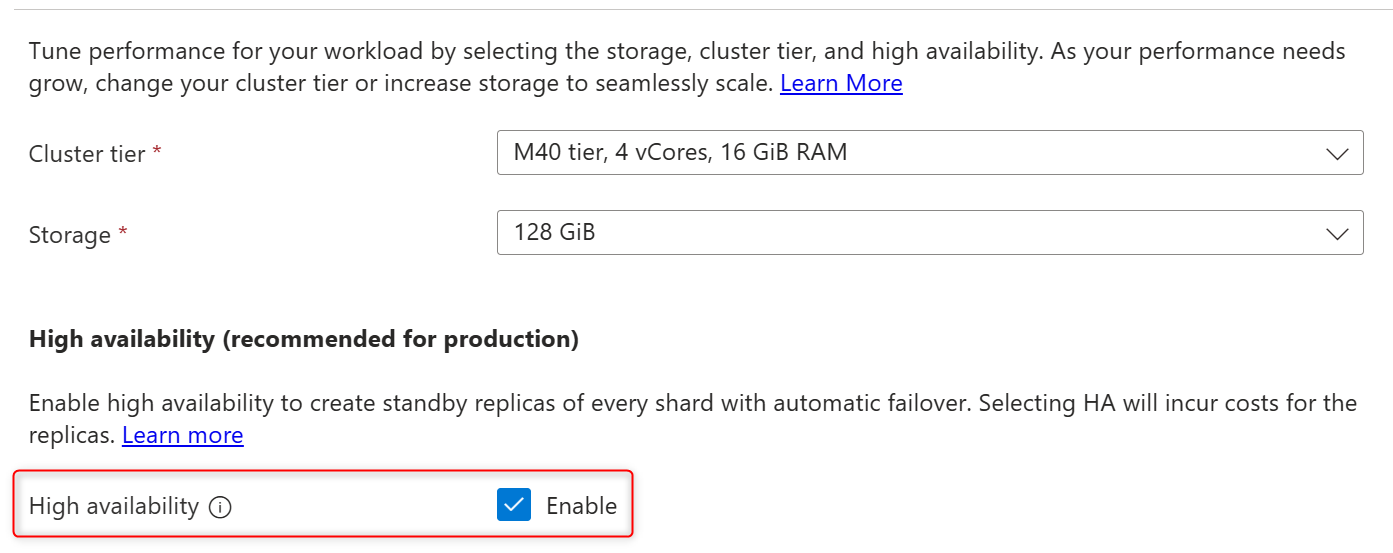 Tune performance for your workload by selecting the storage, cluster tier, and high availability. As your performance needs
grow, change your cluster tier or increase storage to seamlessly scale. Learn More
Cluster tier * M40 tier, 4 vCores, 16 GiB RAM
Storage * 128 GiB
High availability (recommended for production)
Enable high availability to create standby replicas of every shard with automatic failover. Selecting HA will incur costs for the
replicas. Learn more
High availability Enable